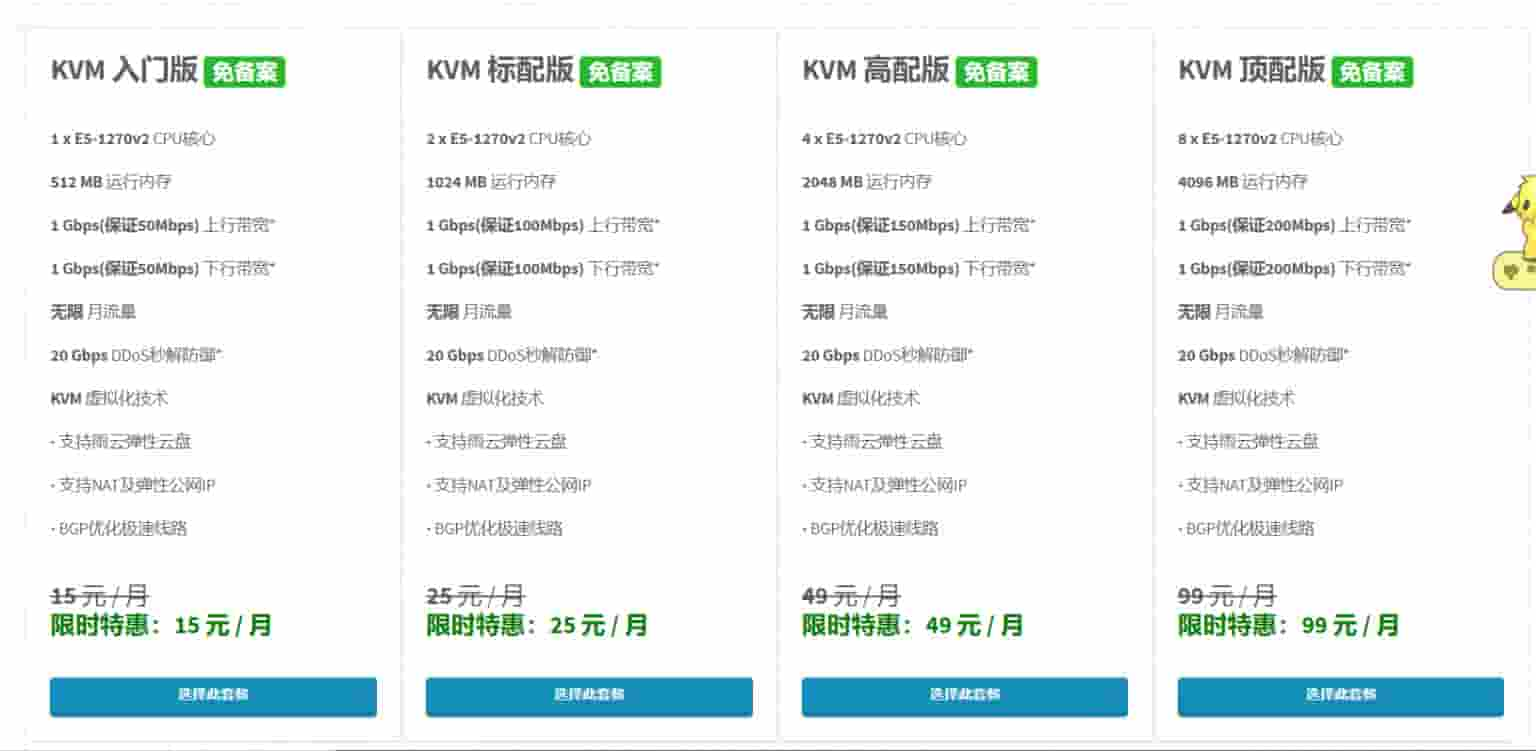 KVM 入门版 免备案
1 x E5-1270v2 CPU核心
512 MB 运行内存
1 Gbps(保证50Mbps) 上行带宽*
1 Gbps(保证50Mbps) 下行带宽*
无限 月流量
20 Gbps DDoS秒解防御*
KVM 虚拟化技术
- 支持雨云弹性云盘
- 支持NAT及弹性公网IP
- BGP优化极速线路
15 元 / 月
限时特惠：15 元 / 月
选择此套餐
KVM 标配版 免备案
2 x E5-1270v2 CPU核心
1024 MB 运行内存
1 Gbps(保证100Mbps) 上行带宽*
1 Gbps(保证100Mbps) 下行带宽*
无限 月流量
20 Gbps DDoS秒解防御*
KVM 虚拟化技术
- 支持雨云弹性云盘
- 支持NAT及弹性公网IP
- BGP优化极速线路
25 元 / 月
限时特惠：25 元 / 月
选择此套餐
KVM 高配版 免备案
4 x E5-1270v2 CPU核心
2048 MB 运行内存
1 Gbps(保证150Mbps) 上行带宽*
1 Gbps(保证150Mbps) 下行带宽*
无限 月流量
20 Gbps DDoS秒解防御*
KVM 虚拟化技术
- 支持雨云弹性云盘
- 支持NAT及弹性公网IP
- BGP优化极速线路
49 元 / 月
限时特惠：49 元 / 月
选择此套餐
KVM 顶配版 免备案
8 x E5-1270v2 CPU核心
4096 MB 运行内存
1 Gbps(保证200Mbps) 上行带宽*
1 Gbps(保证200Mbps) 下行带宽*
无限 月流量
20 Gbps DDoS秒解防御*
KVM 虚拟化技术
- 支持雨云弹性云盘
- 支持NAT及弹性公网IP
- BGP优化极速线路
99 元 / 月
限时特惠：99 元 / 月
选择此套餐